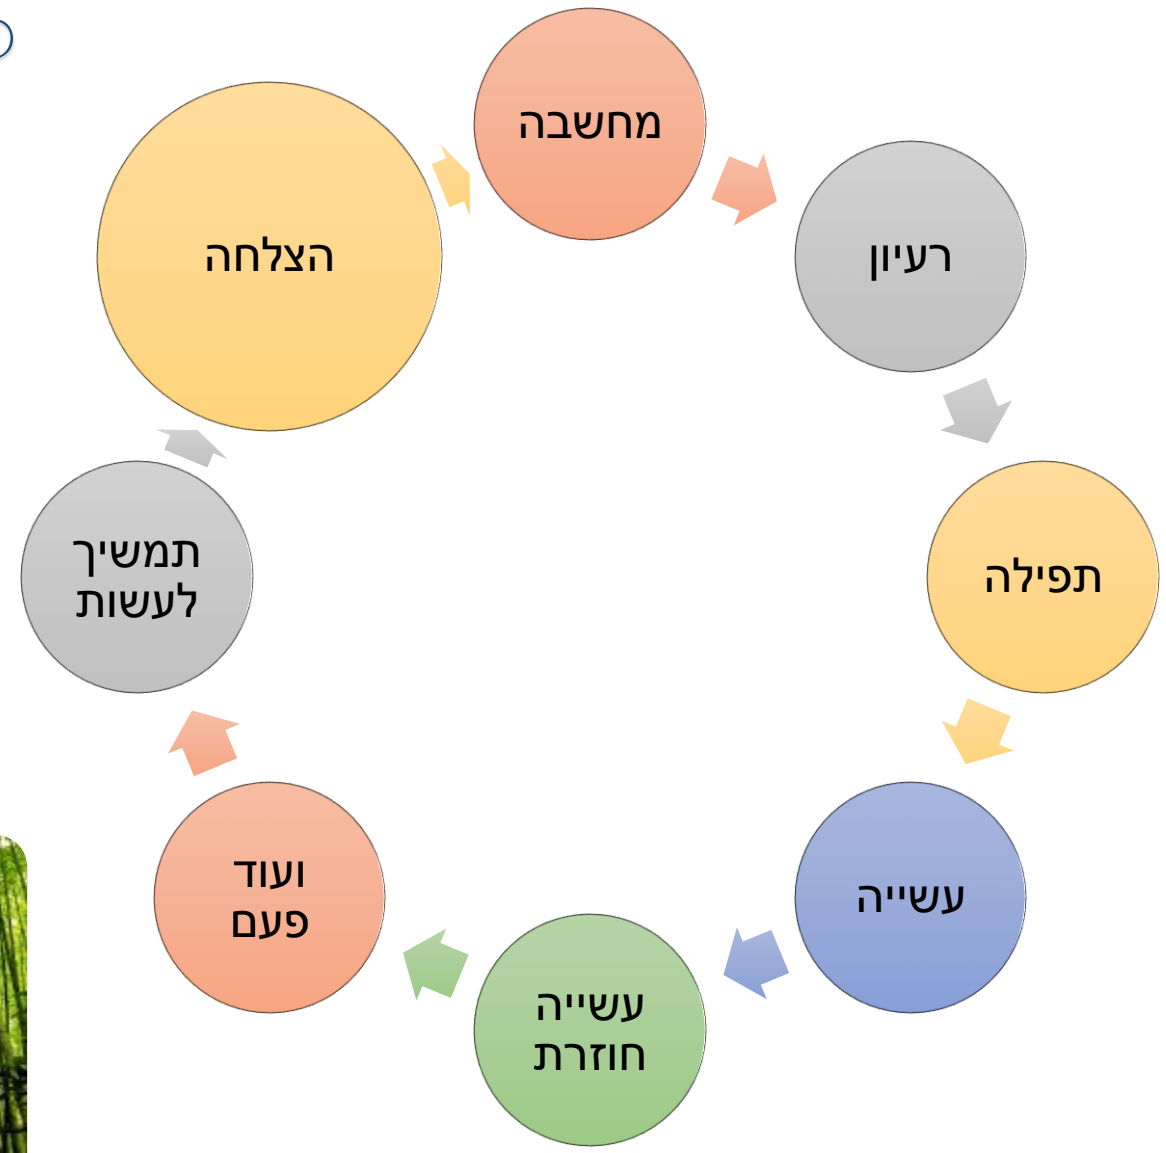 מחשבה
רעיון
תפילה
עשייה
עשייה
חוזרת
ועוד
פעם
תמשיך
לעשות
הצלחה